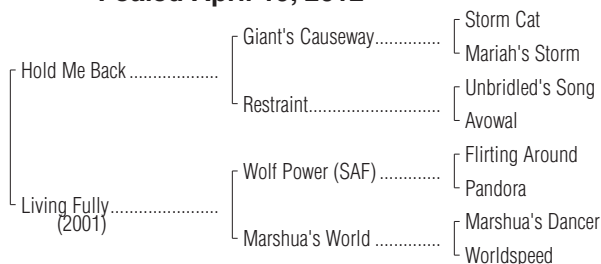 Foaled April 10, 2012
Storm Cat
Giant's Causeway..............
Mariah's Storm
Hold Me Back ...................
Unbridled's Song
Restraint............................
Avowal
Flirting Around
Wolf Power (SAF) .............
Pandora
Living Fully.......................
(2001)
Marshua's Dancer
Marshua's World ..............
Worldspeed